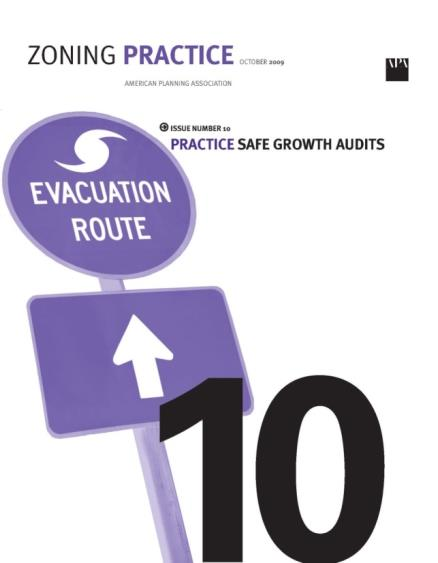 ZONING PRACTICE OCTOBER 2009
APA
AMERICAN PLANNING ASSOCIATION
ISSUE NUMBER 10
PRACTICE SAFE GROWTH AUDITS
EVACUATION
ROUTE
10